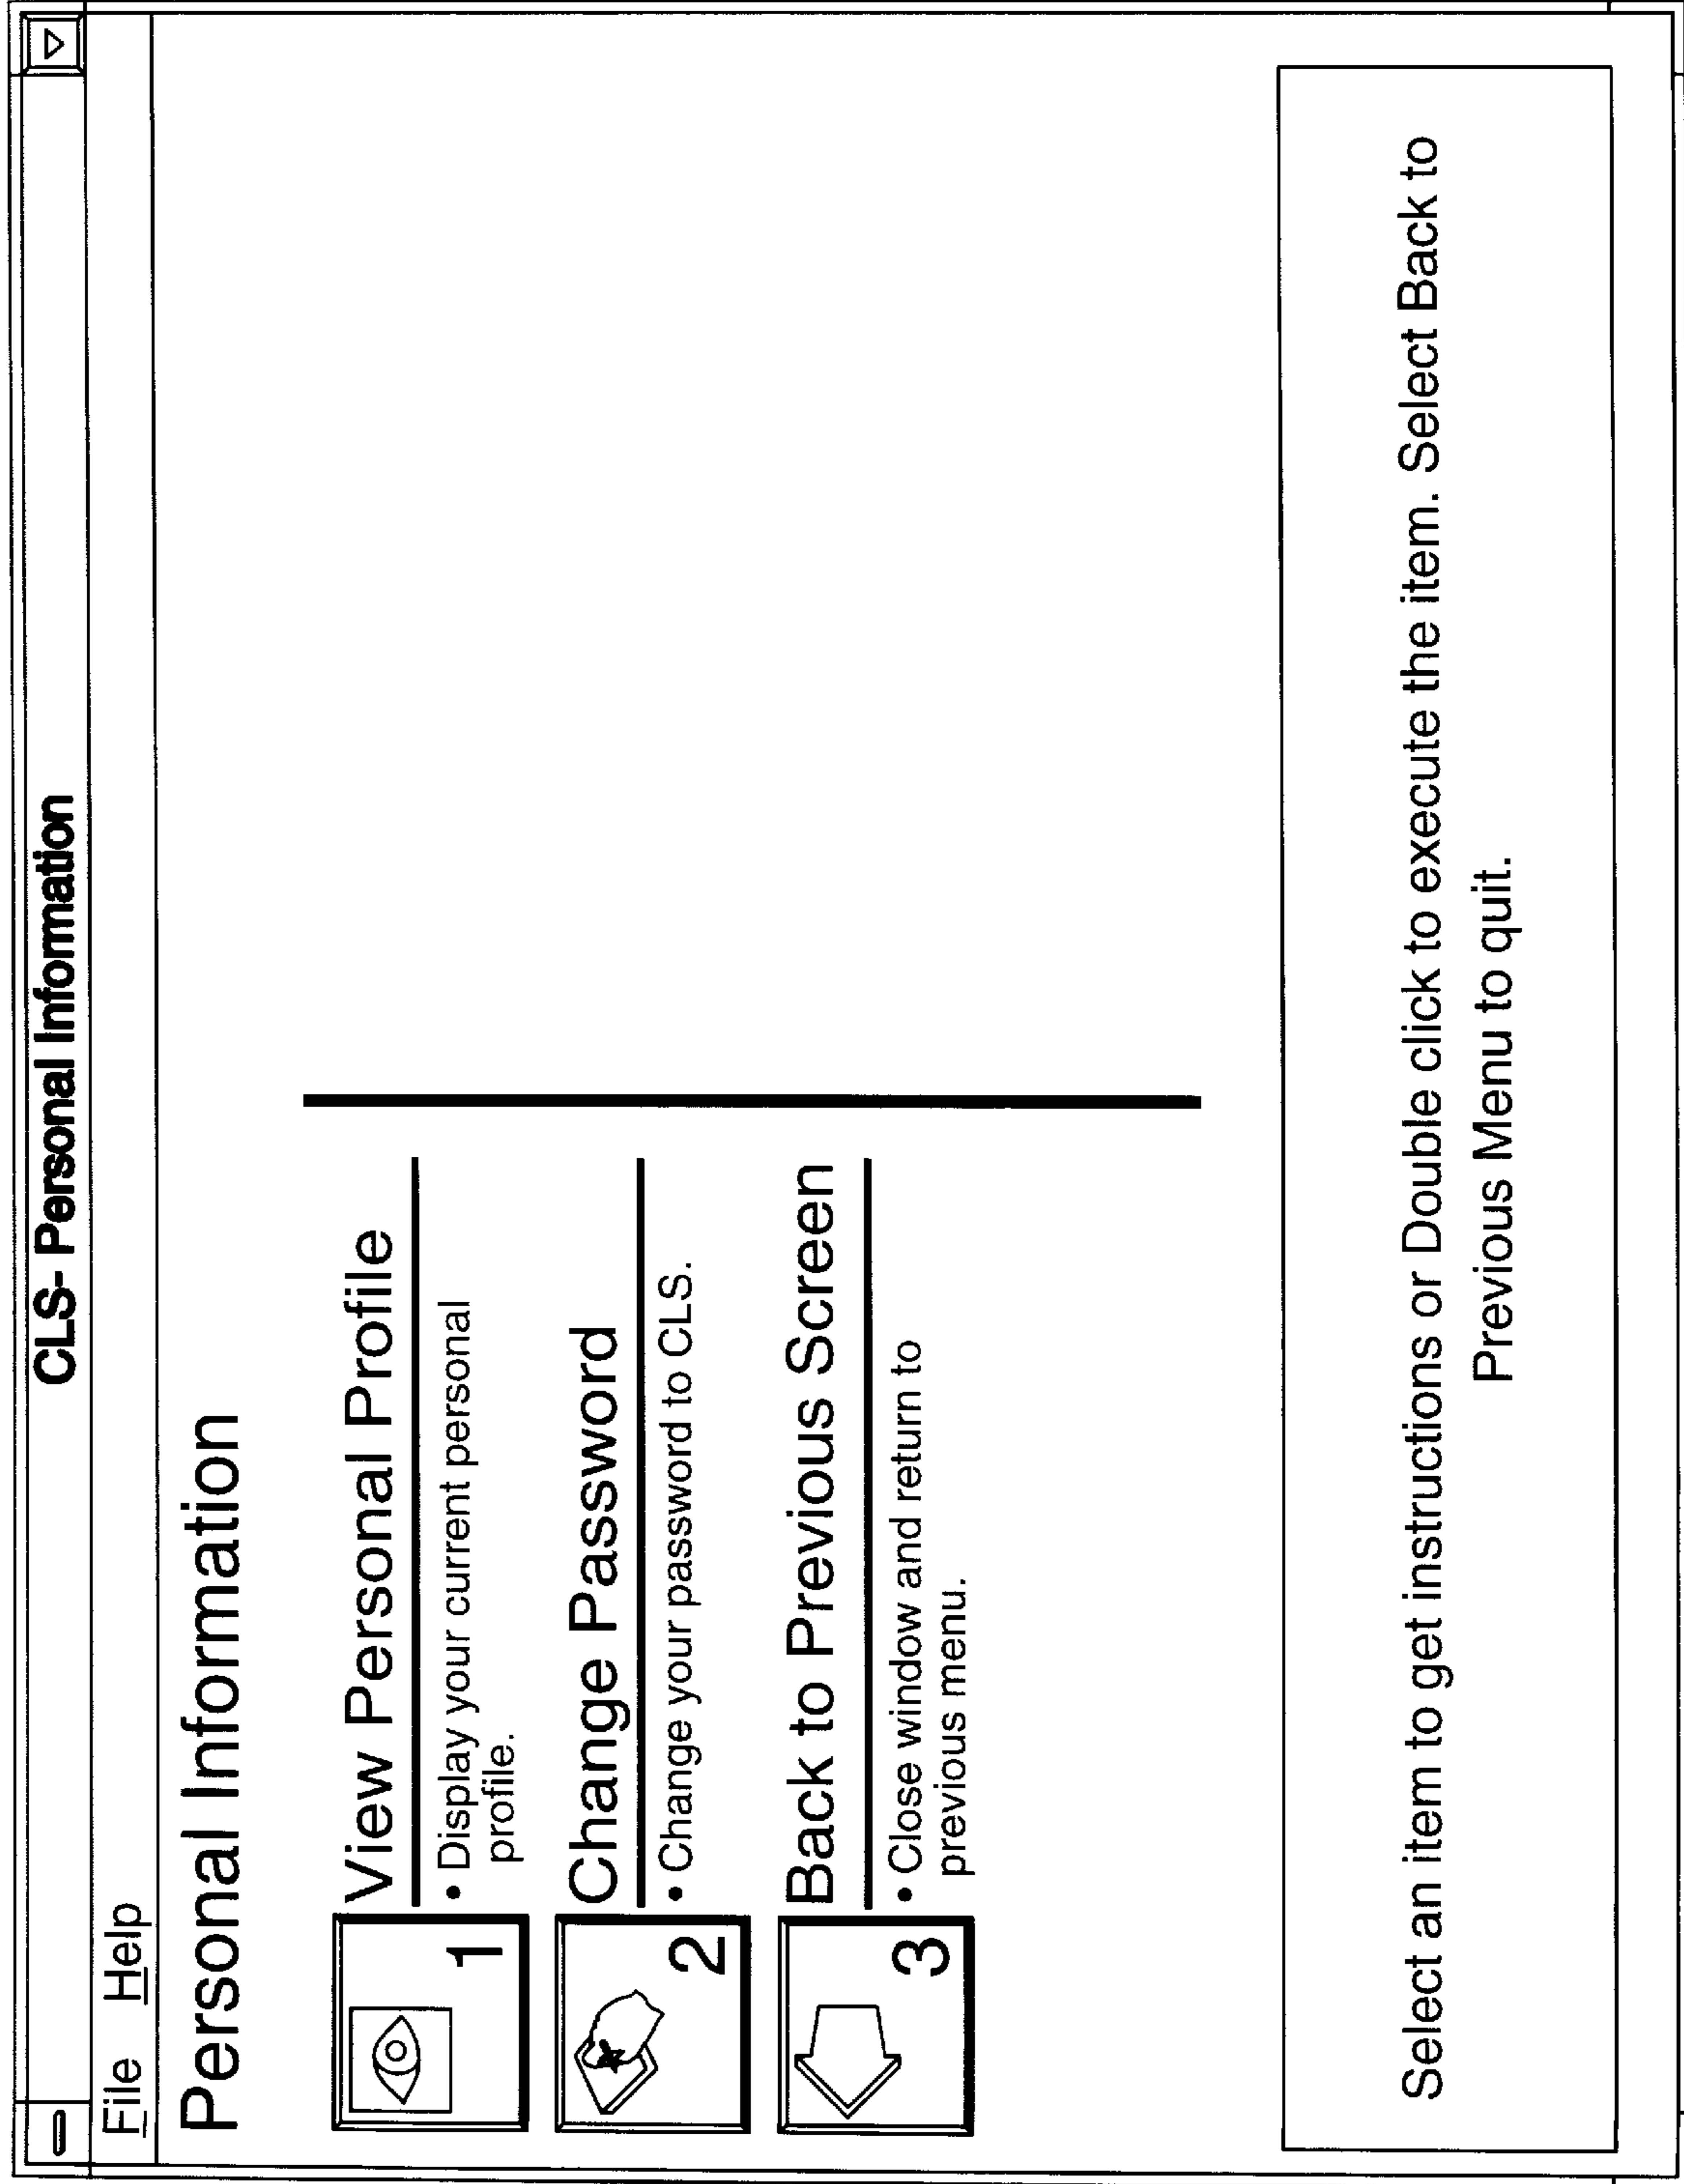 CLS- Personal Information
File Help
Personal Information
1
View Personal Profile
• Display your current personal
profile.
2
Change Password
• Change your password to CLS.
3
Back to Previous Screen
• Close window and return to
previous menu.
Select an item to get instructions or Double click to execute the item. Select Back to
Previous Menu to quit.